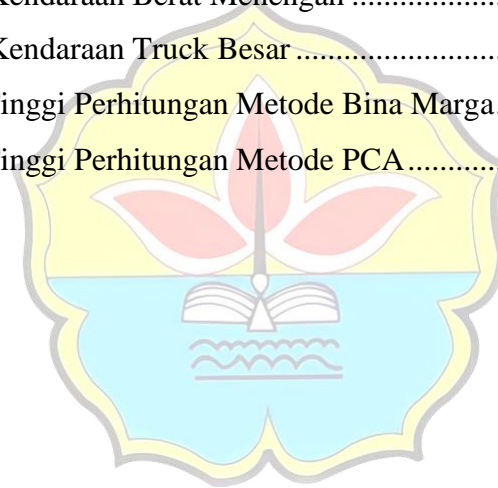 Kendaraan Berat Menengah ...................
Kendaraan Truck Besar .......................
inggi Perhitungan Metode Bina Marga.
inggi Perhitungan Metode PCA...........